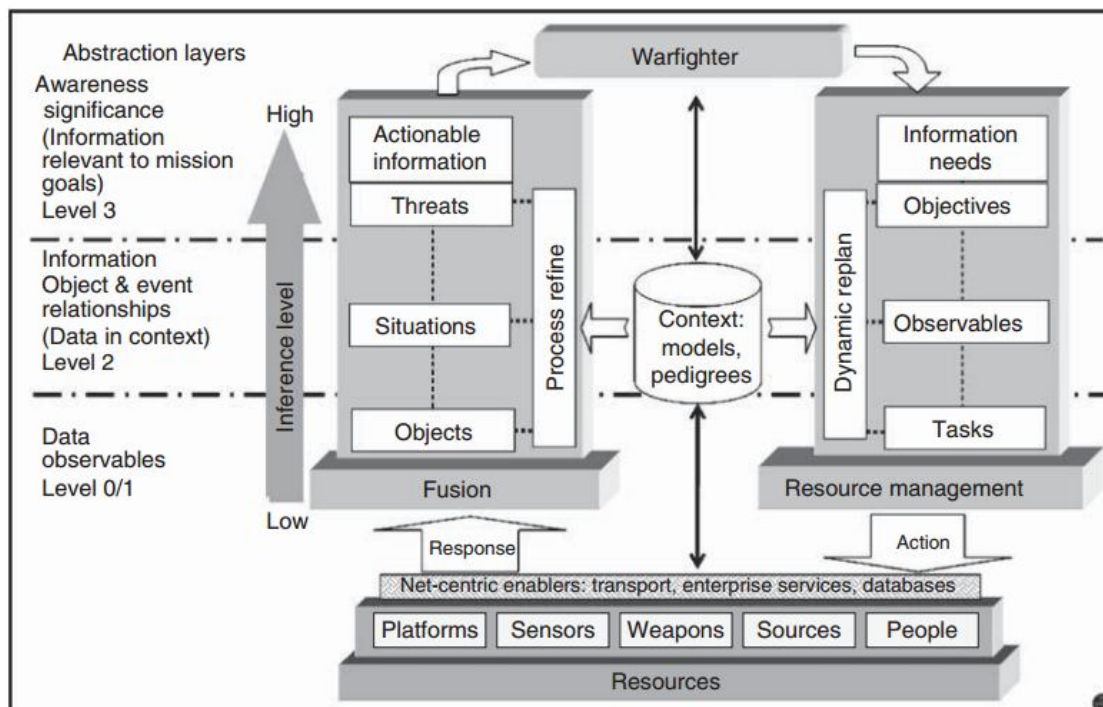 Abstraction layers
Awareness
significance
(Information
relevant to mission
goals)
Level 3
Information
Object & event
relationships
(Data in context)
Level 2
Data
observables
Level 0/1
High
Inference level
Low
Warfighter
Actionable
information
Threats
Situations
Objects
Process refine
Fusion
Context:
models,
pedigrees
Information
needs
Objectives
Observables
Tasks
Dynamic replan
Resource management
Response
Action
Net-centric enablers: transport, enterprise services, databases
Platforms
Sensors
Weapons
Sources
People
Resources